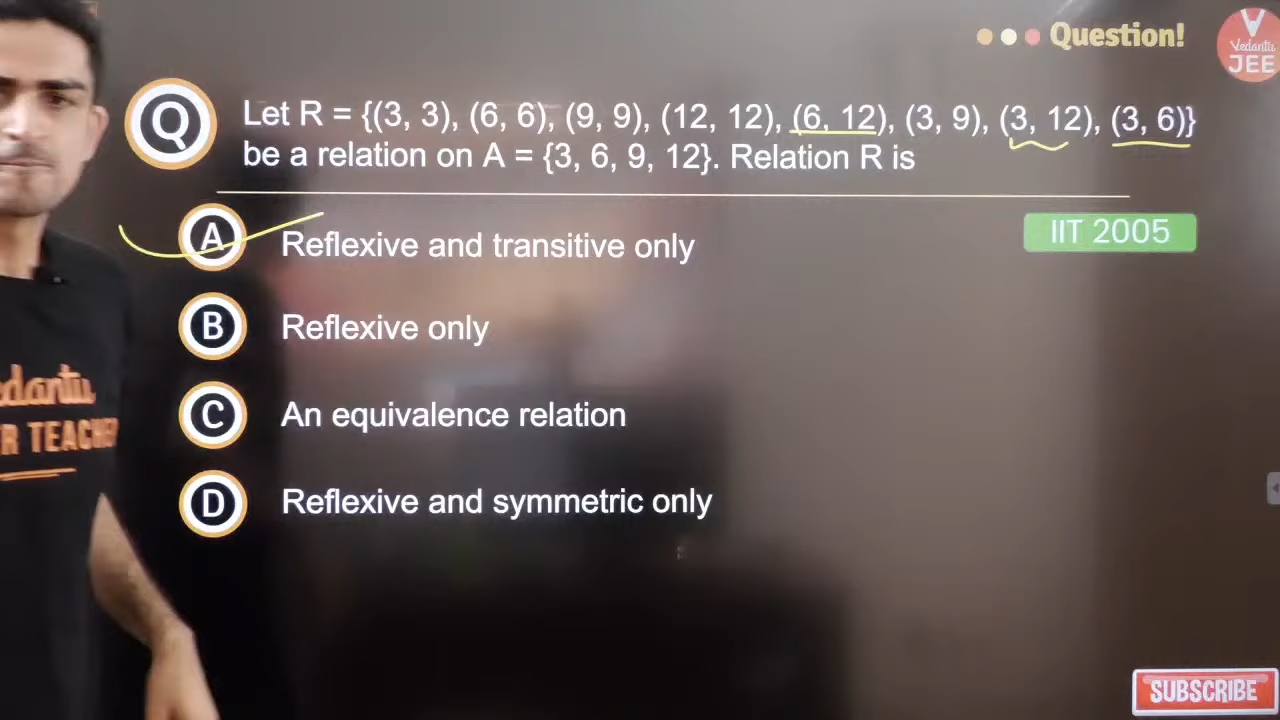 Question!
Vedantu
JEE
Q
Let R = {(3, 3), (6, 6), (9, 9), (12, 12), (6, 12), (3, 9), (3, 12), (3, 6)}
be a relation on A = {3, 6, 9, 12}. Relation R is
IIT 2005
A Reflexive and transitive only
B Reflexive only
C An equivalence relation
D Reflexive and symmetric only
SUBSCRIBE